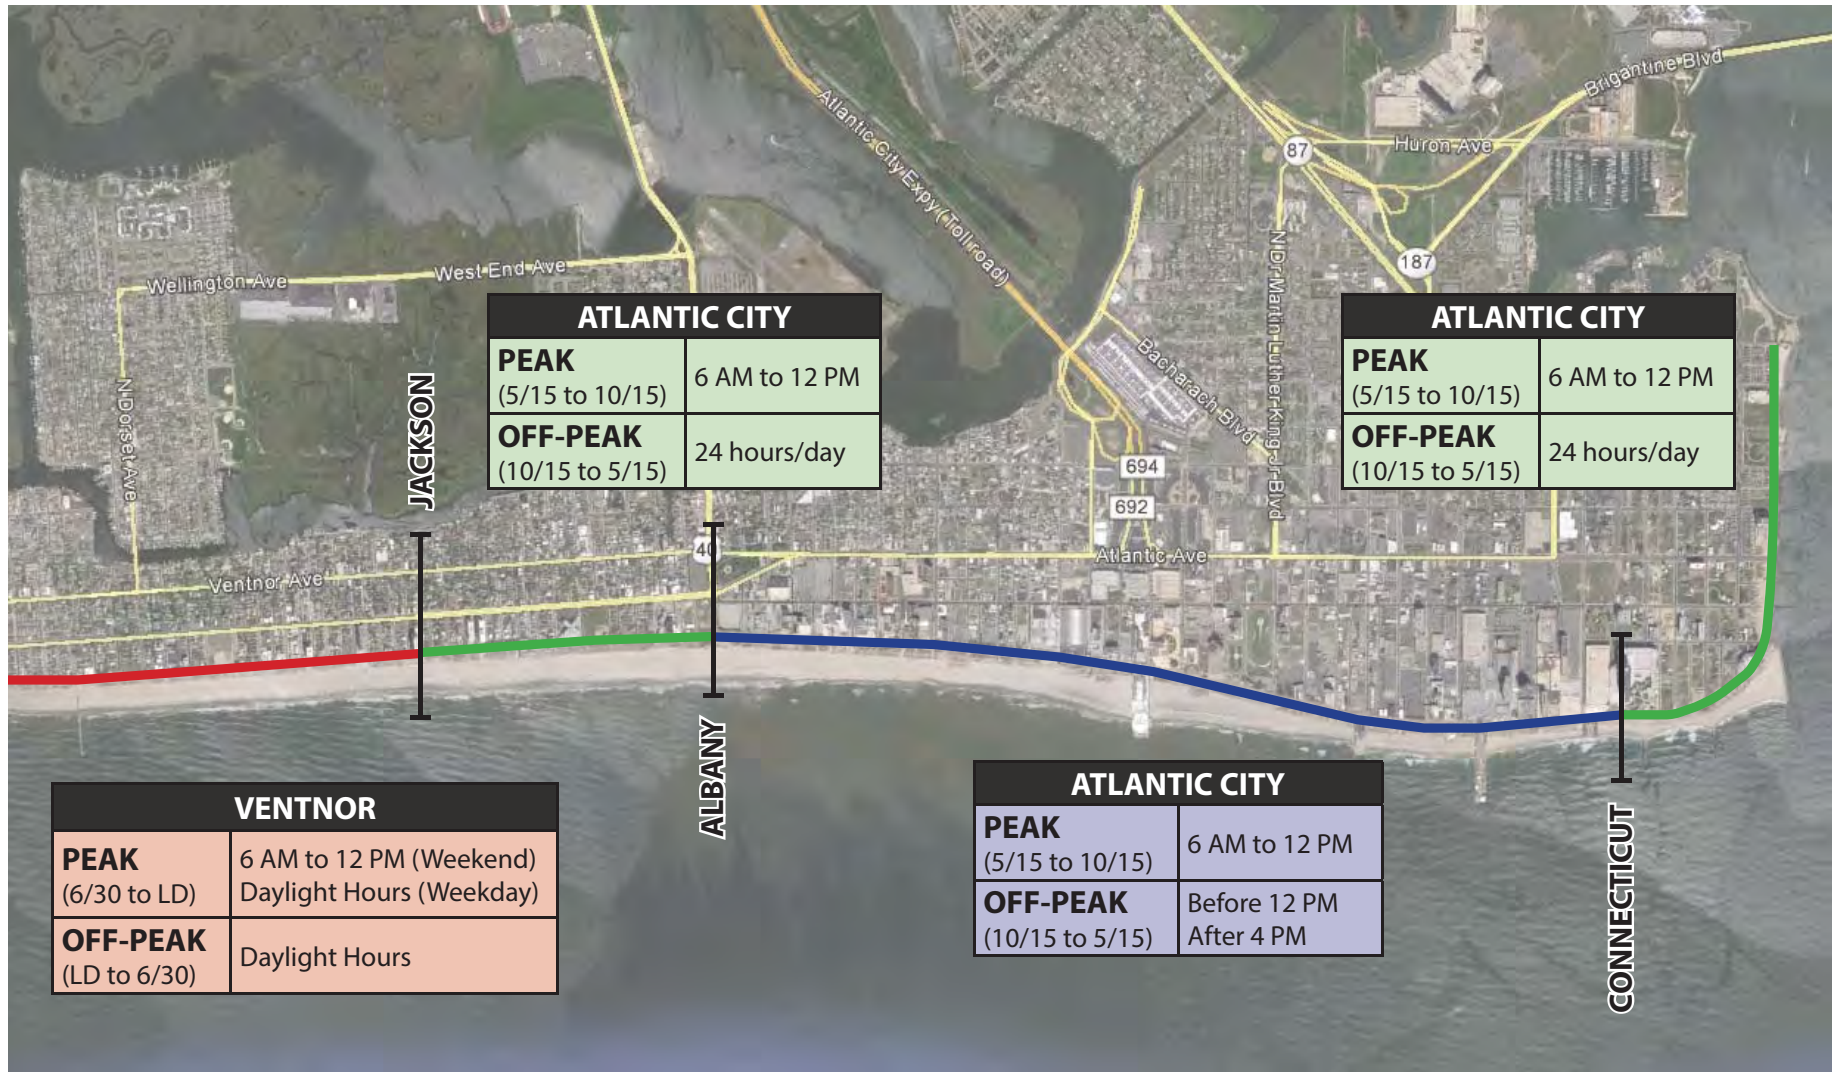 Brigantine Blvd
Atlantic City Expy (Toll road)
87
Huron Ave
187
Wellington Ave
West End Ave
N Dorset Ave
N Dr Martin Luther King Jr Blvd
Bacharach Blvd
694
692
40
Atlantic Ave
Ventnor Ave
JACKSON
ALBANY
CONNECTICUT
ATLANTIC CITY
PEAK
(5/15 to 10/15)
6 AM to 12 PM
OFF-PEAK
(10/15 to 5/15)
24 hours/day
ATLANTIC CITY
PEAK
(5/15 to 10/15)
6 AM to 12 PM
OFF-PEAK
(10/15 to 5/15)
24 hours/day
VENTNOR
PEAK
(6/30 to LD)
6 AM to 12 PM (Weekend)
Daylight Hours (Weekday)
OFF-PEAK
(LD to 6/30)
Daylight Hours
ATLANTIC CITY
PEAK
(5/15 to 10/15)
6 AM to 12 PM
OFF-PEAK
(10/15 to 5/15)
Before 12 PM
After 4 PM